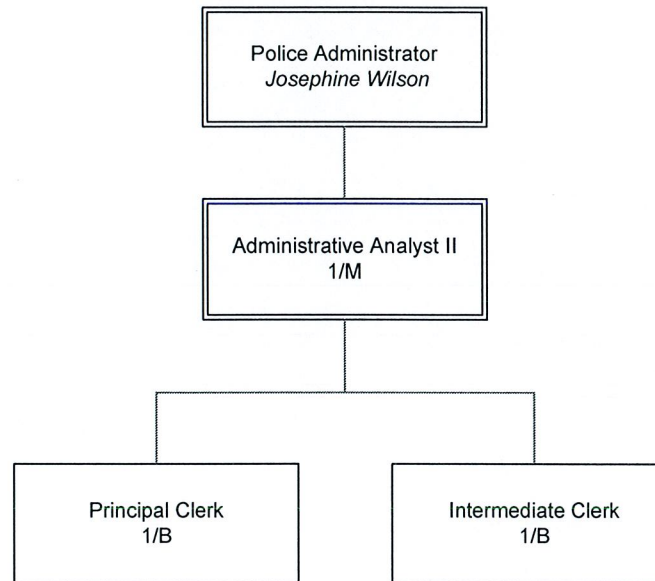 Police Administrator
Josephine Wilson
Administrative Analyst II
1/M
Principal Clerk
1/B
Intermediate Clerk
1/B